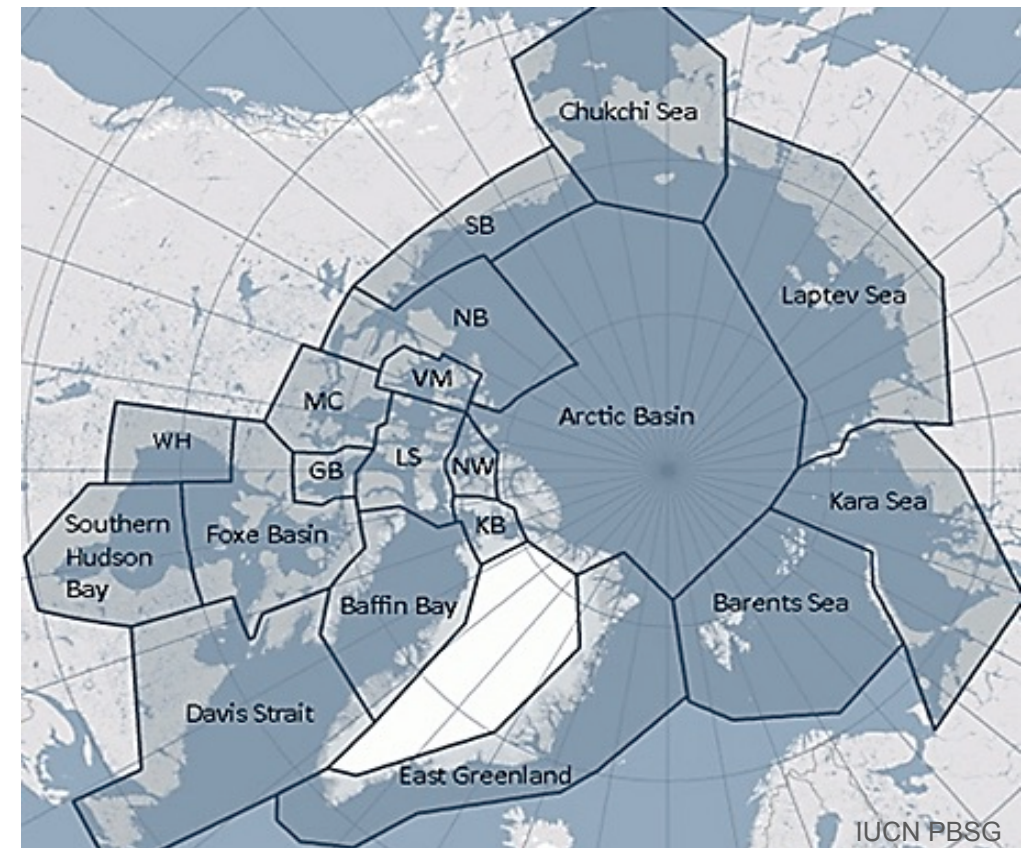 Chukchi Sea
SB
Laptev Sea
NB
VM
MC
Arctic Basin
WH
LS
GB
NW
Kara Sea
Southern
Hudson
Bay
Foxe Basin
KB
Baffin Bay
Barents Sea
Davis Strait
East Greenland
IUCN PBSG